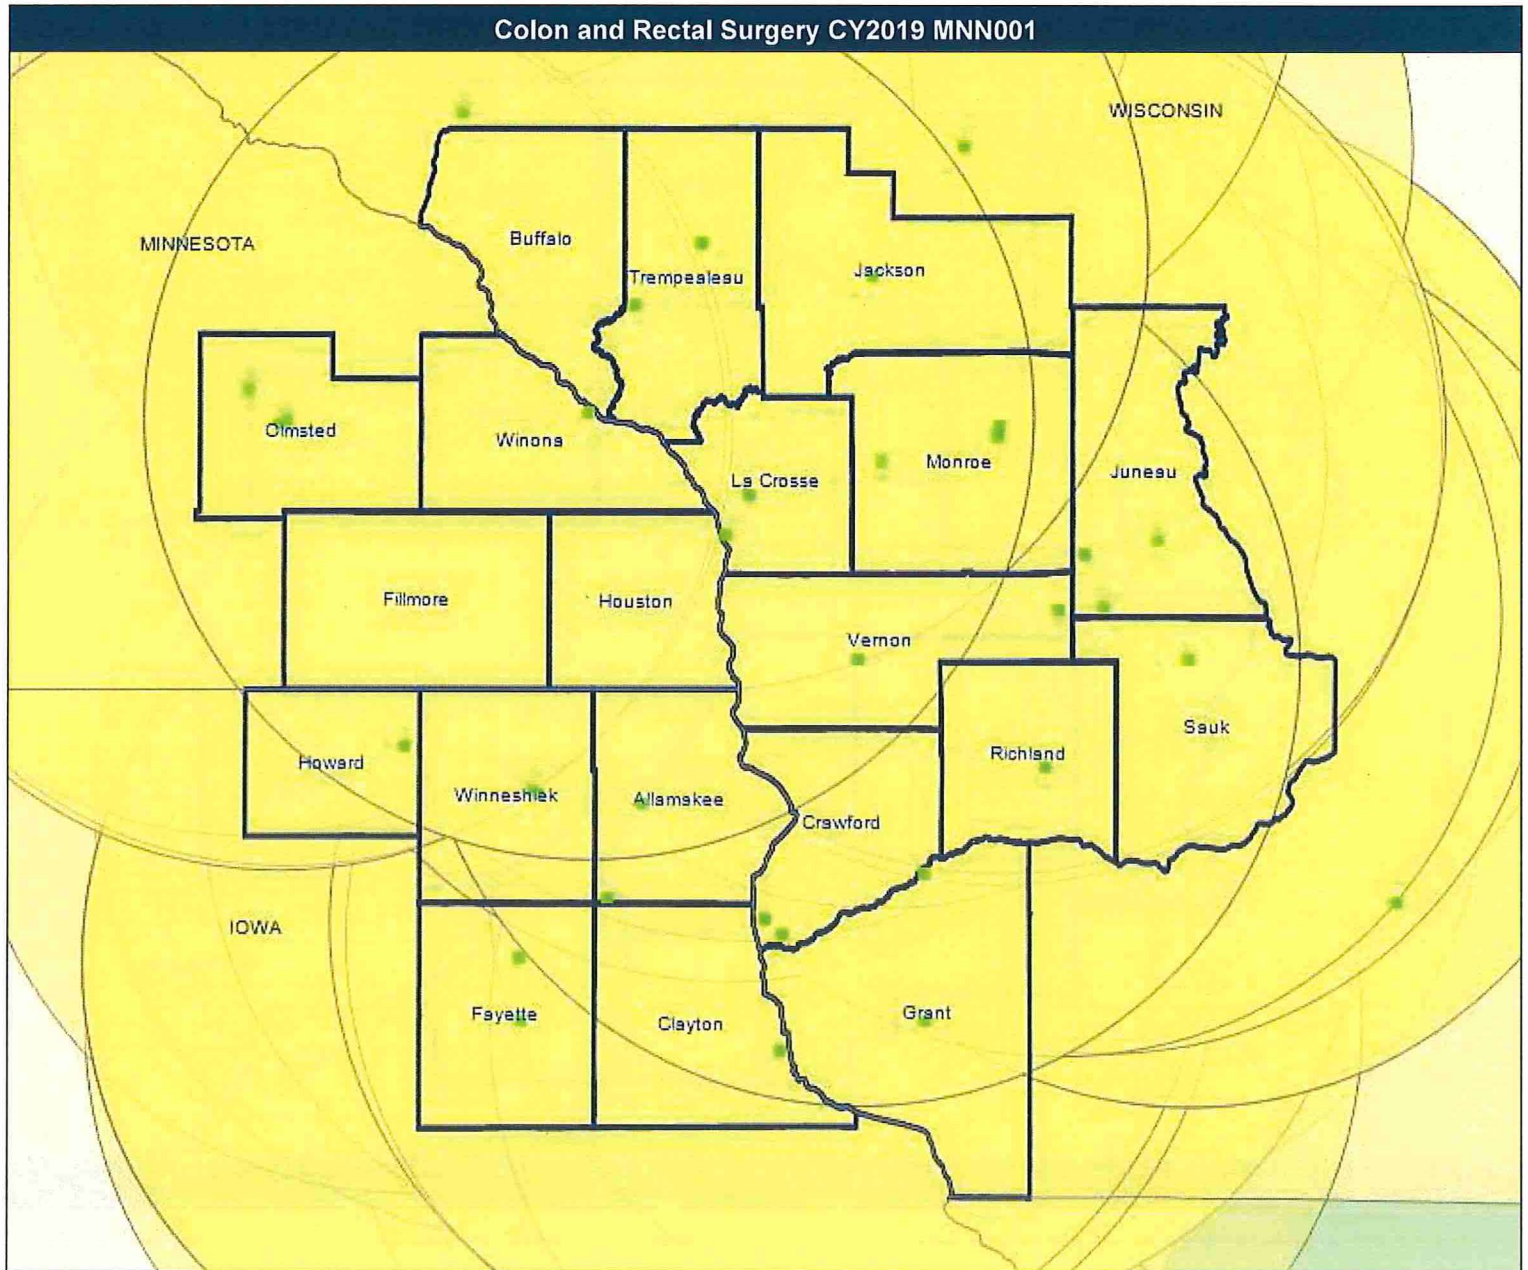 Colon and Rectal Surgery CY2019 MNN001
WISCONSIN
MINNESOTA
Buffalo
Trempealeau
Jackson
Olmsted
Winona
La Crosse
Monroe
Juneau
Fillmore
Houston
Vernon
Sauk
Richland
Howard
Winneshiek
Allamakee
Crawford
IOWA
Fayette
Clayton
Grant